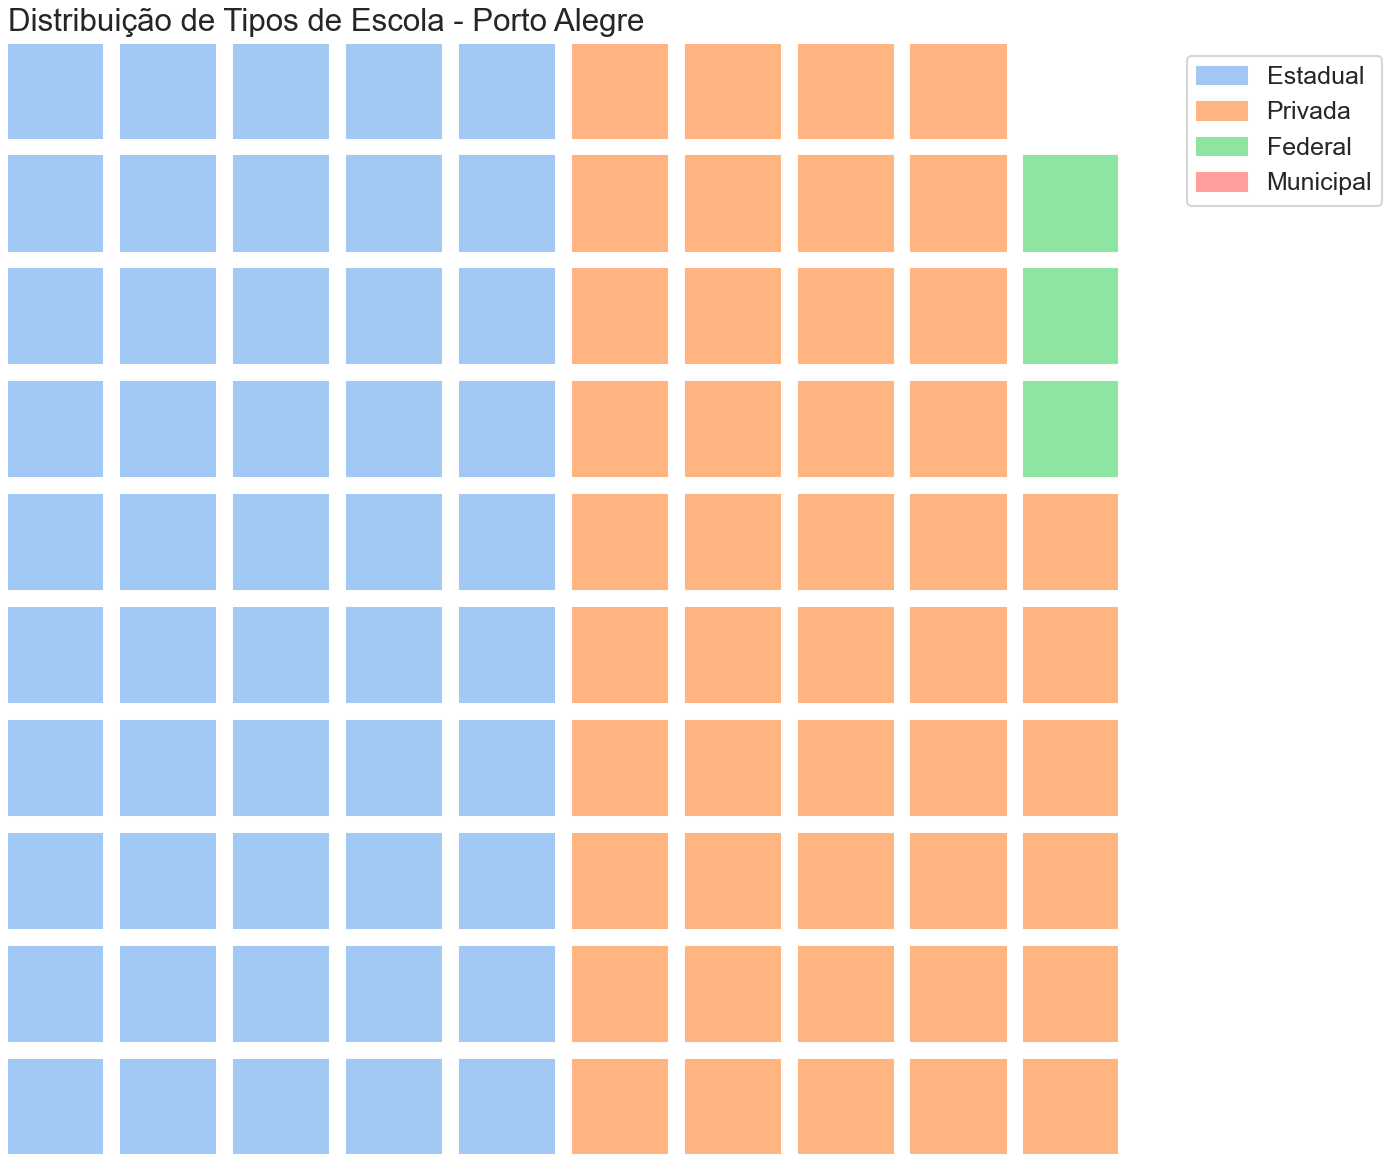 Distribuição de Tipos de Escola - Porto Alegre
Estadual
Privada
Federal
Municipal